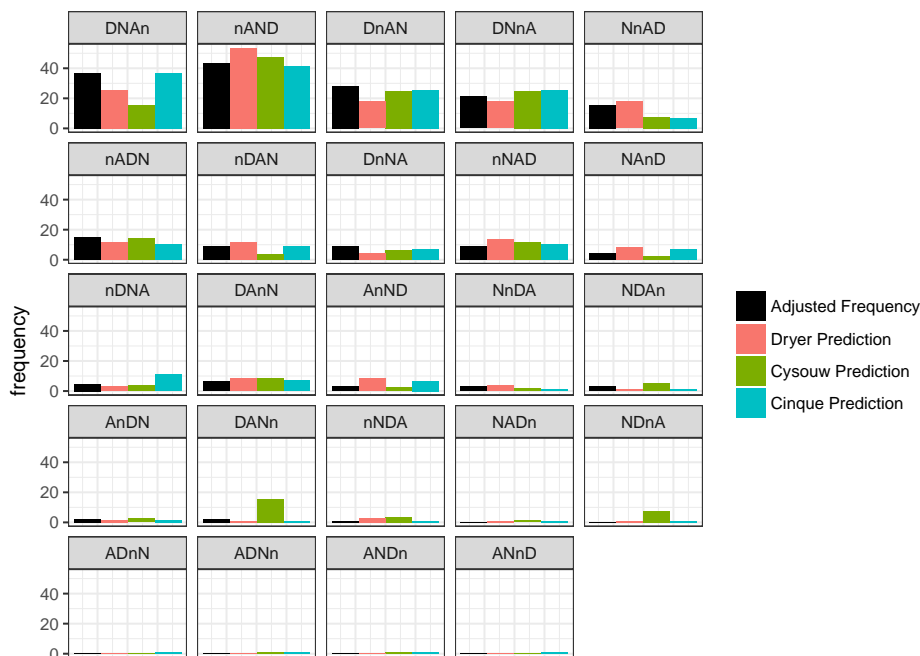 DNAn nAND DnAN DNnA NnAD
40
20
0
nADN nDAN DnNA nNAD NAnD
40
20
0
nDNA DAnN AnND NnDA NDAn
40
20
0
AnDN DANn nNDA NADn NDnA
40
20
0
ADnN ADNn ANDn ANnD
40
20
0
frequency
Adjusted Frequency
Dryer Prediction
Cysouw Prediction
Cinque Prediction